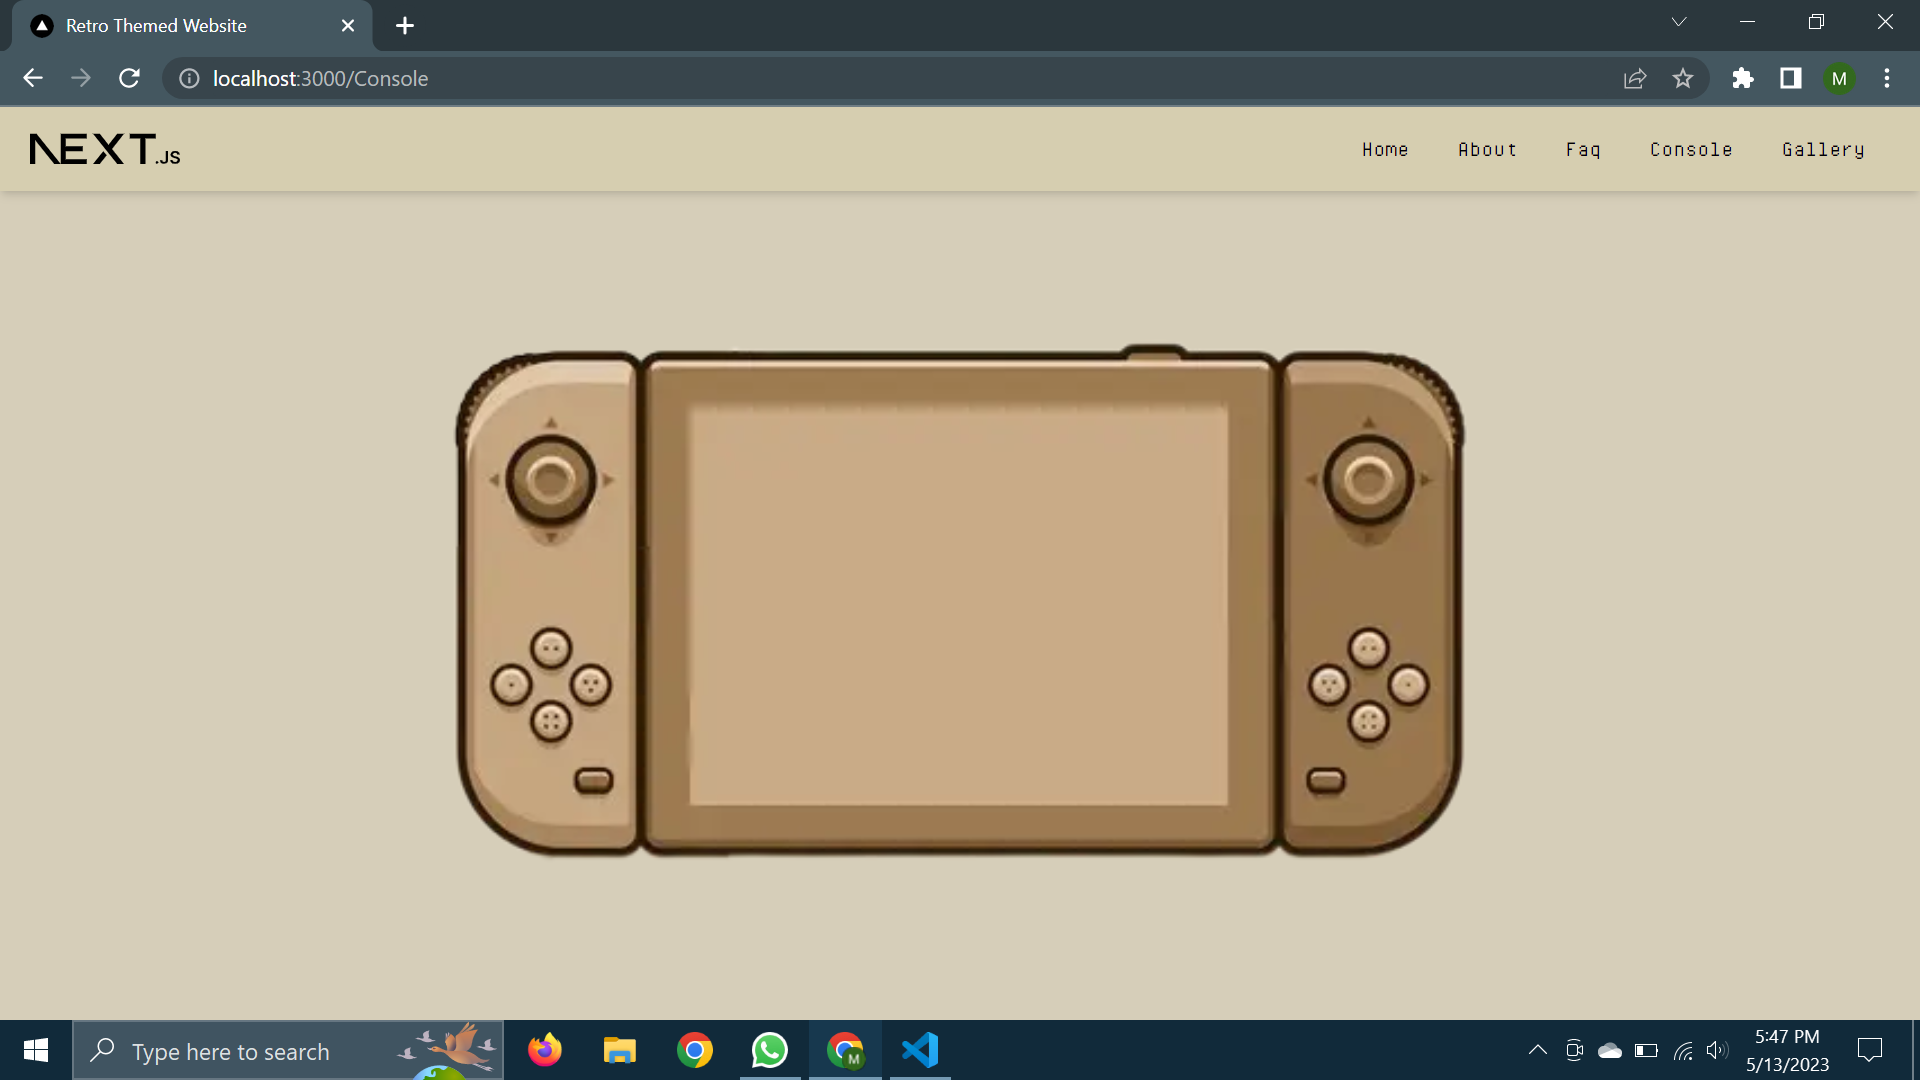 Retro Themed Website
localhost:3000/Console
M
NEXT.JS
Home About Faq Console Gallery
Type here to search
M
5:47 PM
5/13/2023